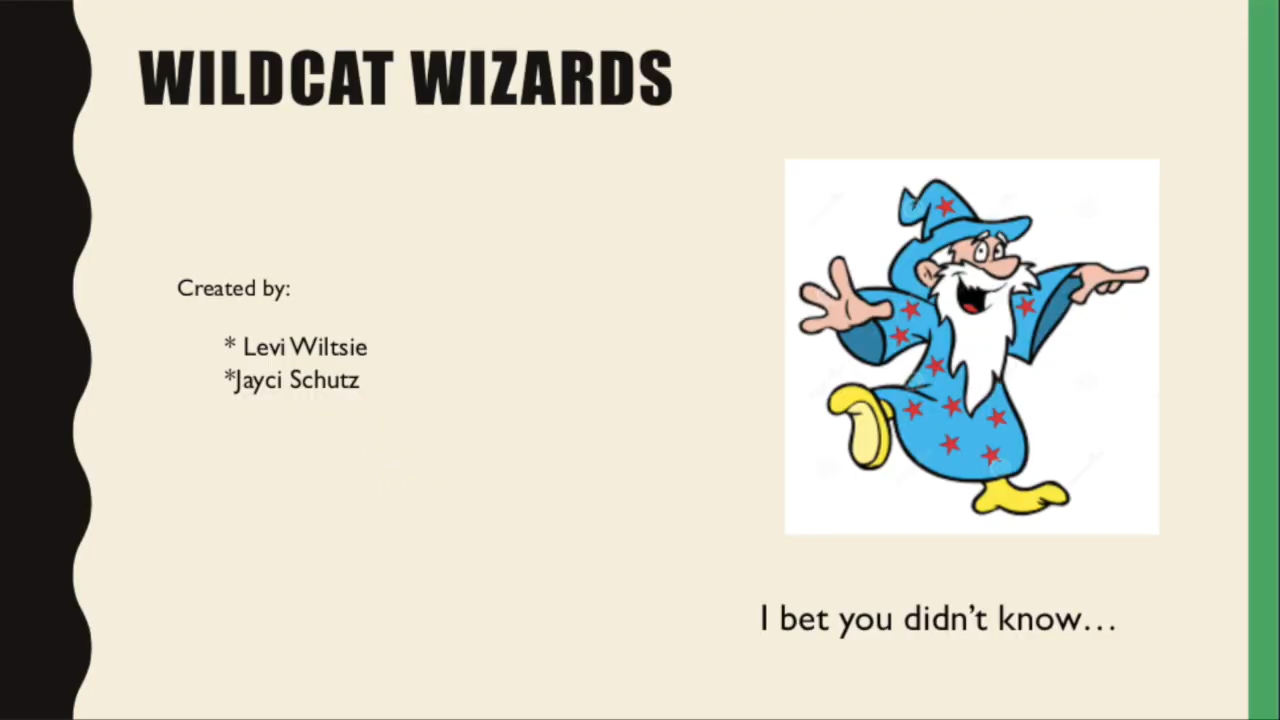 WILDCAT WIZARDS
Created by:
* Levi Wiltsie
*Jayci Schutz
I bet you didn’t know…